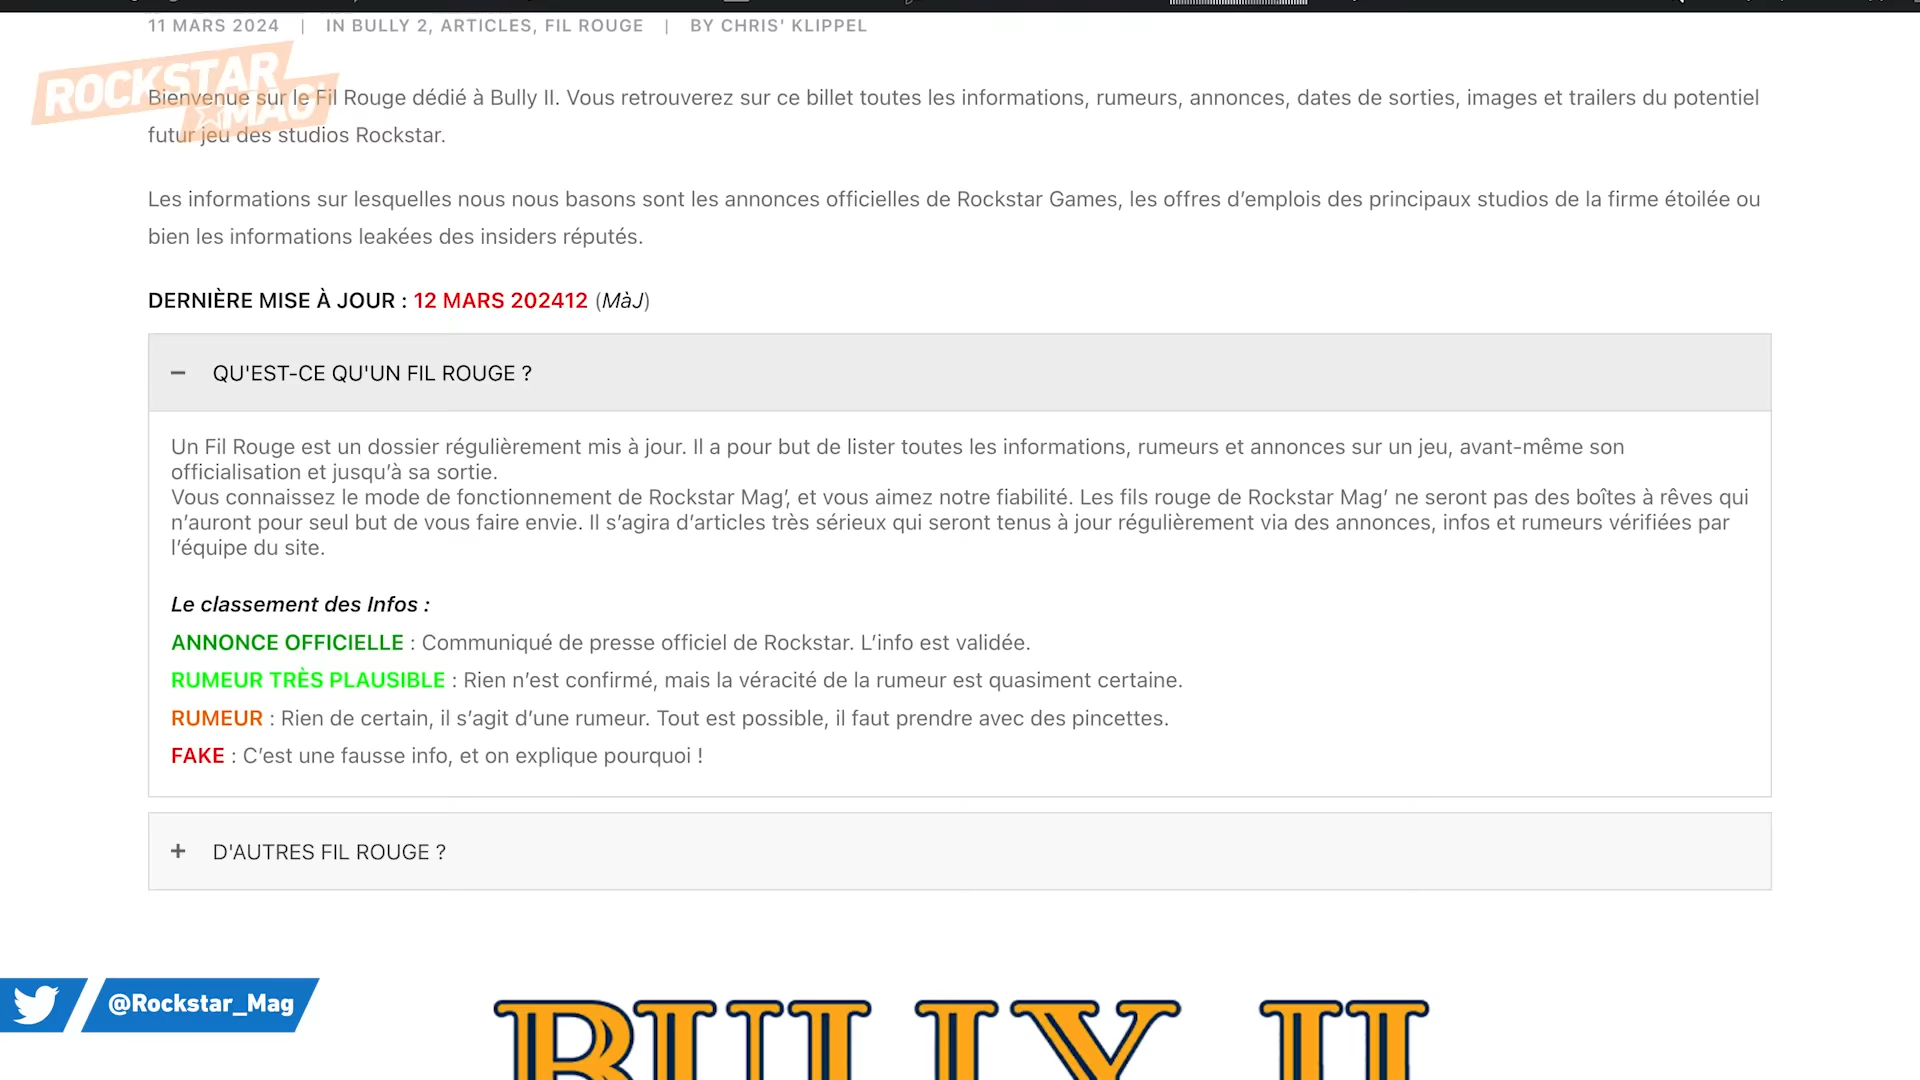 11 MARS 2024 | IN BULLY 2, ARTICLES, FIL ROUGE | BY CHRIS' KLIPPEL
ROCKSTAR MAG'
Bienvenue sur le Fil Rouge dédié à Bully II. Vous retrouverez sur ce billet toutes les informations, rumeurs, annonces, dates de sorties, images et trailers du potentiel
futur jeu des studios Rockstar.
Les informations sur lesquelles nous nous basons sont les annonces officielles de Rockstar Games, les offres d’emplois des principaux studios de la firme étoilée ou
bien les informations leakées des insiders réputés.
DERNIÈRE MISE À JOUR : 12 MARS 202412 (MàJ)
− QU'EST-CE QU'UN FIL ROUGE ?
Un Fil Rouge est un dossier régulièrement mis à jour. Il a pour but de lister toutes les informations, rumeurs et annonces sur un jeu, avant-même son
officialisation et jusqu’à sa sortie.
Vous connaissez le mode de fonctionnement de Rockstar Mag’, et vous aimez notre fiabilité. Les fils rouge de Rockstar Mag’ ne seront pas des boîtes à rêves qui
n’auront pour seul but de vous faire envie. Il s’agira d’articles très sérieux qui seront tenus à jour régulièrement via des annonces, infos et rumeurs vérifiées par
l’équipe du site.
Le classement des Infos :
ANNONCE OFFICIELLE : Communiqué de presse officiel de Rockstar. L’info est validée.
RUMEUR TRÈS PLAUSIBLE : Rien n’est confirmé, mais la véracité de la rumeur est quasiment certaine.
RUMEUR : Rien de certain, il s’agit d’une rumeur. Tout est possible, il faut prendre avec des pincettes.
FAKE : C’est une fausse info, et on explique pourquoi !
+ D'AUTRES FIL ROUGE ?
@Rockstar_Mag
BULLY II